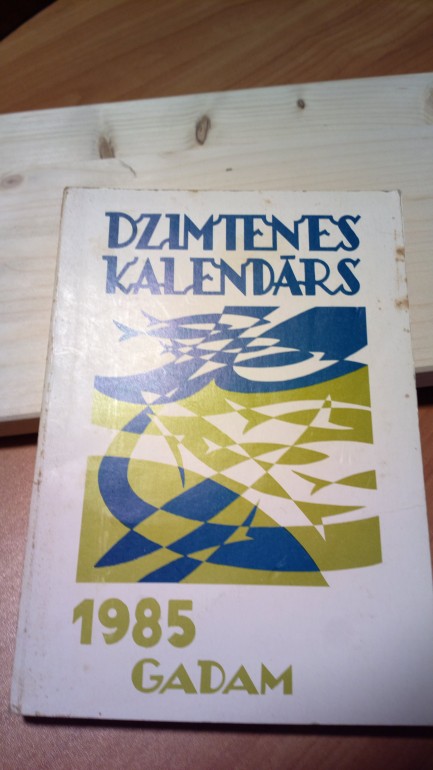 DZIMTENES
KALENDĀRS
1985
GADAM